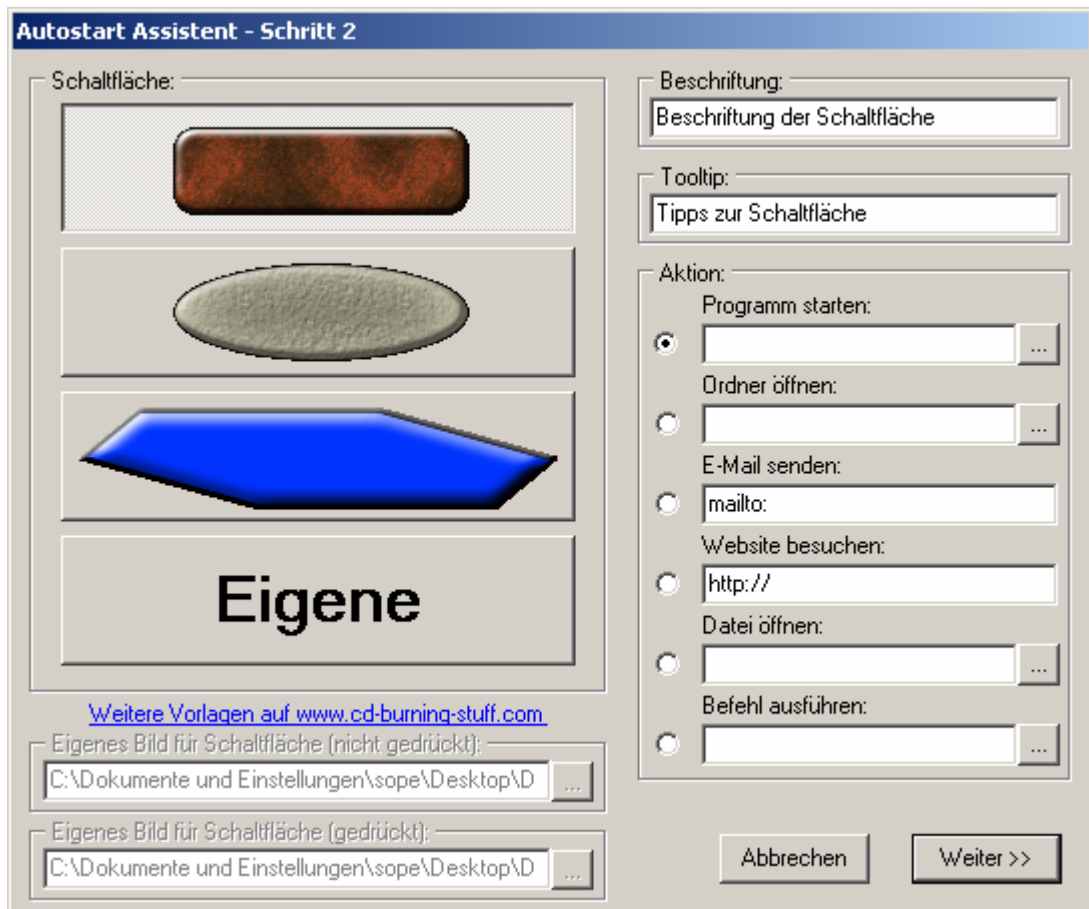 Autostart Assistent - Schritt 2
Schaltfläche:
Eigene
Weitere Vorlagen auf www.cd-burning-stuff.com
Eigenes Bild für Schaltfläche (nicht gedrückt):
C:\Dokumente und Einstellungen\sope\Desktop\D
...
Eigenes Bild für Schaltfläche (gedrückt):
C:\Dokumente und Einstellungen\sope\Desktop\D
...
Beschriftung:
Beschriftung der Schaltfläche
Tooltip:
Tipps zur Schaltfläche
Aktion:
Programm starten:
...
Ordner öffnen:
...
E-Mail senden:
mailto:
Website besuchen:
http://
Datei öffnen:
...
Befehl ausführen:
...
Abbrechen
Weiter >>